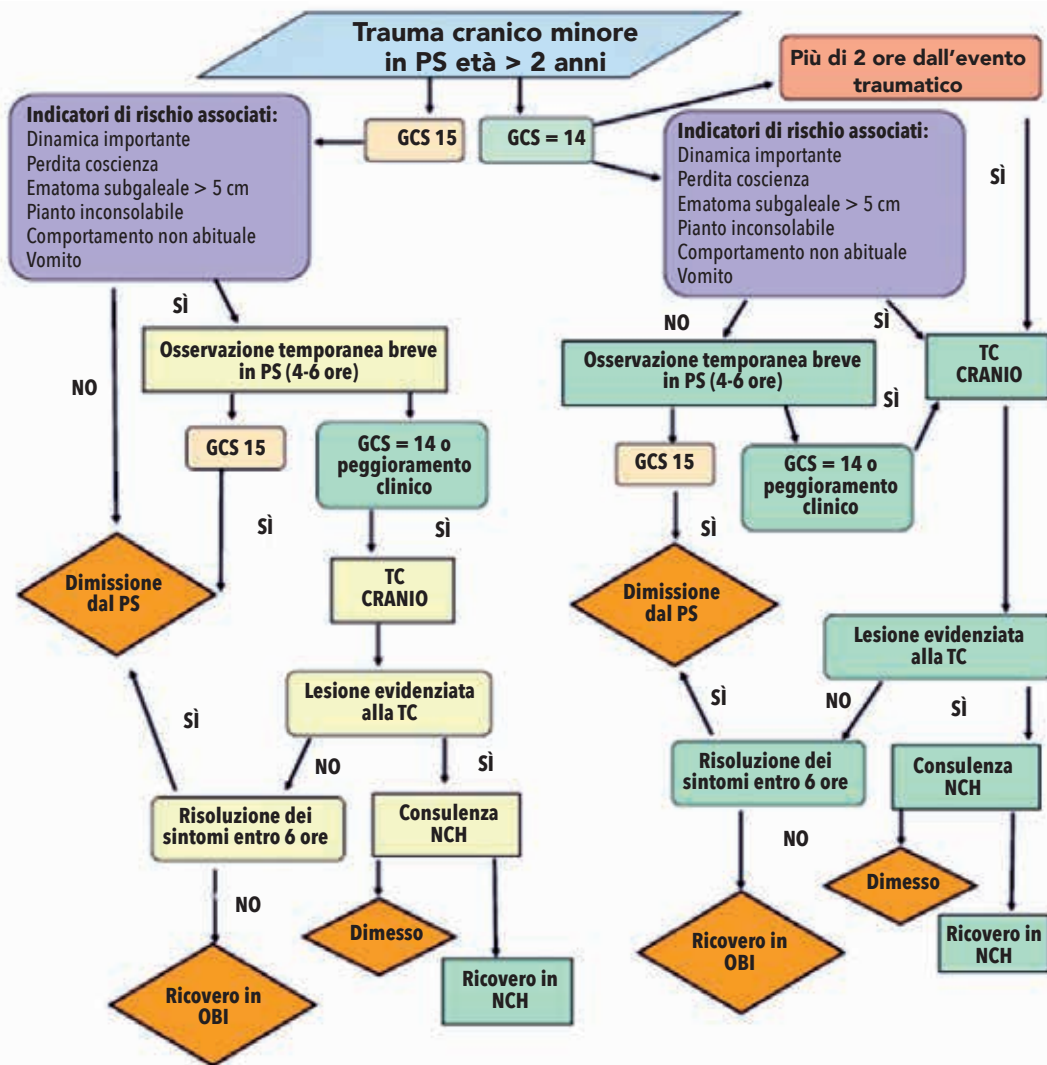 Trauma cranico minore
in PS età > 2 anni
Più di 2 ore dall'evento
traumatico
Indicatori di rischio associati:
Dinamica importante
Perdita coscienza
Ematoma subgaleale > 5 cm
Pianto inconsolabile
Comportamento non abituale
Vomito
GCS 15
GCS = 14
Indicatori di rischio associati:
Dinamica importante
Perdita coscienza
Ematoma subgaleale > 5 cm
Pianto inconsolabile
Comportamento non abituale
Vomito
SÌ
SÌ
NO
Osservazione temporanea breve
in PS (4-6 ore)
GCS 15
GCS = 14 o
peggioramento
clinico
SÌ
SÌ
Dimissione
dal PS
TC
CRANIO
Lesione evidenziata
alla TC
SÌ
NO
SÌ
Risoluzione dei
sintomi entro 6 ore
Consulenza
NCH
NO
Dimesso
Ricovero in
OBI
Ricovero in
NCH
NO
SÌ
Osservazione temporanea breve
in PS (4-6 ore)
TC
CRANIO
SÌ
GCS 15
GCS = 14 o
peggioramento
clinico
SÌ
Dimissione
dal PS
Lesione evidenziata
alla TC
SÌ
NO
SÌ
Risoluzione dei
sintomi entro 6 ore
Consulenza
NCH
NO
Dimesso
Ricovero in
OBI
Ricovero in
NCH